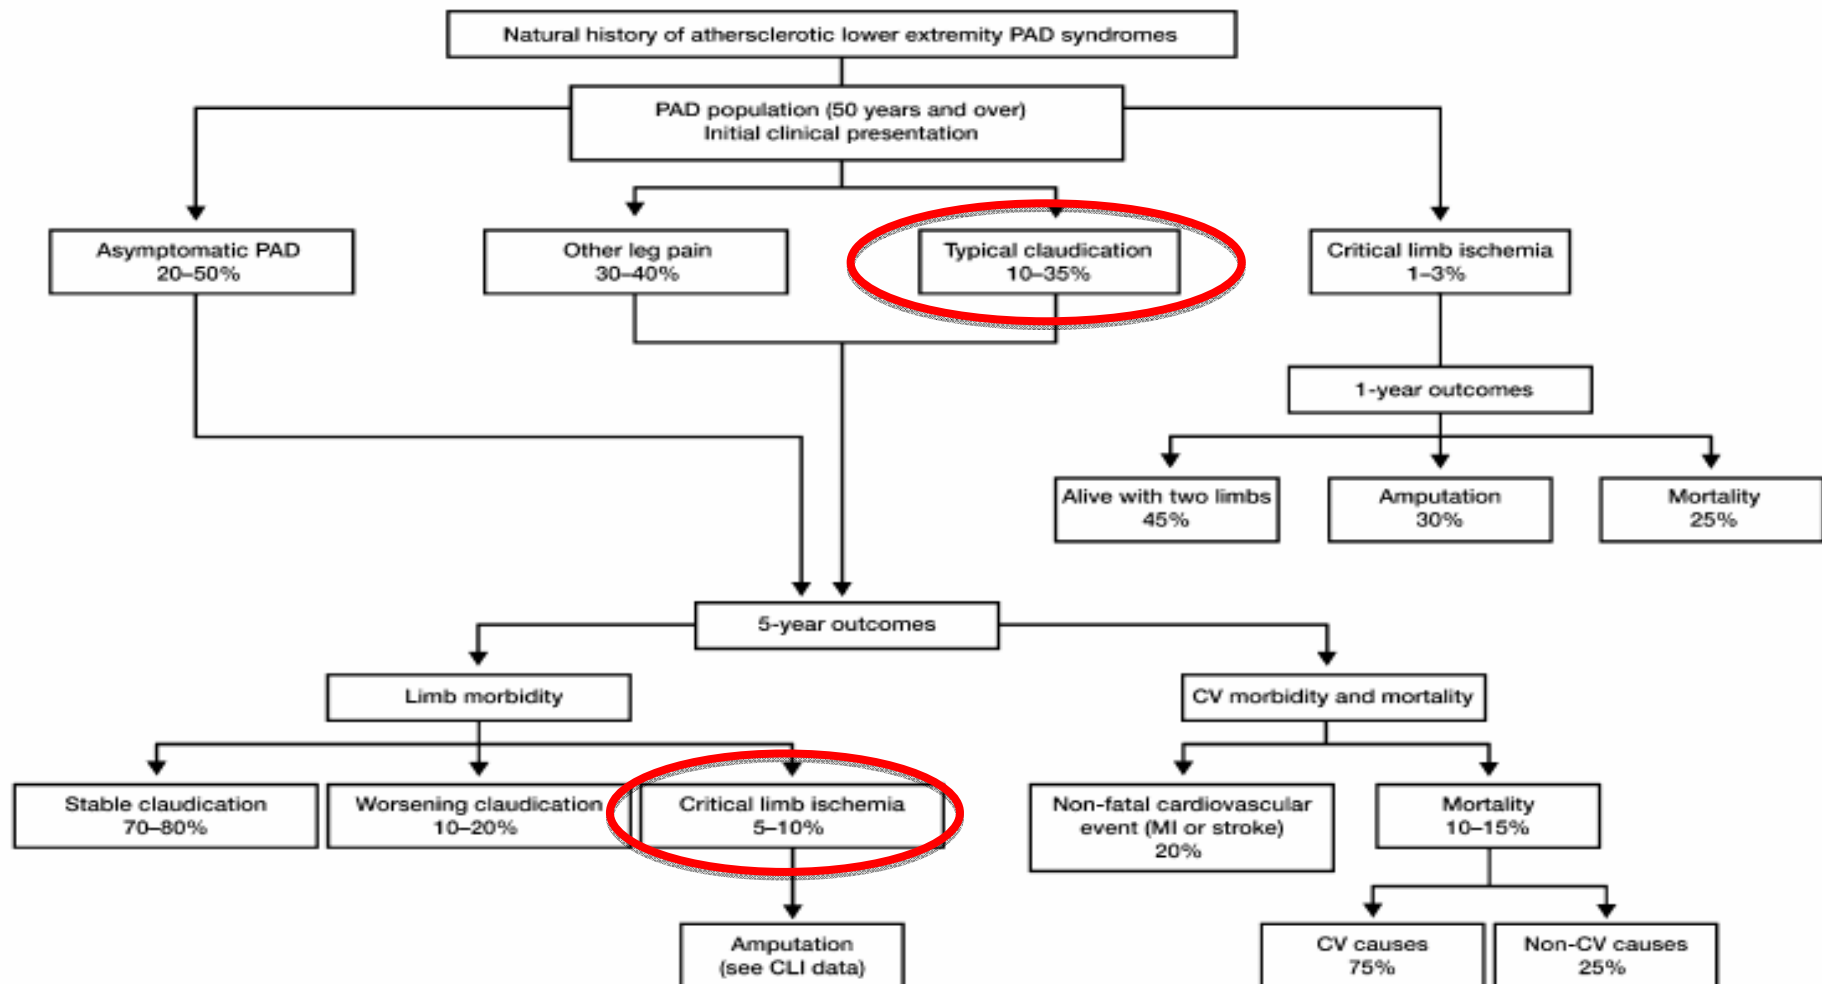 Natural history of athersclerotic lower extremity PAD syndromes
PAD population (50 years and over)
Initial clinical presentation
Asymptomatic PAD
20–50%
Other leg pain
30–40%
Typical claudication
10–35%
Critical limb ischemia
1–3%
1-year outcomes
Alive with two limbs
45%
Amputation
30%
Mortality
25%
5-year outcomes
Limb morbidity
CV morbidity and mortality
Stable claudication
70–80%
Worsening claudication
10–20%
Critical limb ischemia
5–10%
Non-fatal cardiovascular
event (MI or stroke)
20%
Mortality
10–15%
Amputation
(see CLI data)
CV causes
75%
Non-CV causes
25%